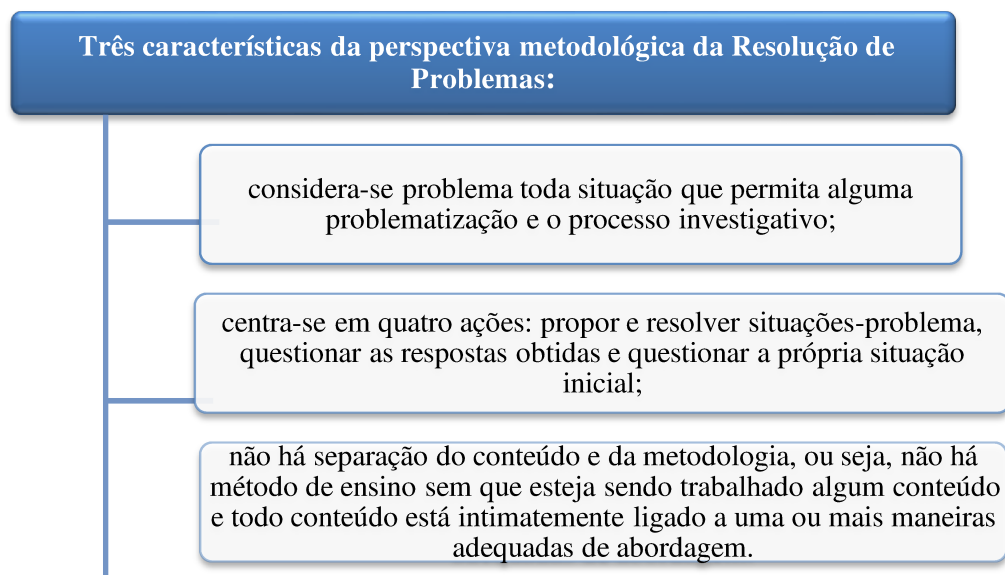 Três características da perspectiva metodológica da Resolução de
Problemas:
considera-se problema toda situação que permita alguma
problematização e o processo investigativo;
centra-se em quatro ações: propor e resolver situações-problema,
questionar as respostas obtidas e questionar a própria situação
inicial;
não há separação do conteúdo e da metodologia, ou seja, não há
método de ensino sem que esteja sendo trabalhado algum conteúdo
e todo conteúdo está intimatemente ligado a uma ou mais maneiras
adequadas de abordagem.